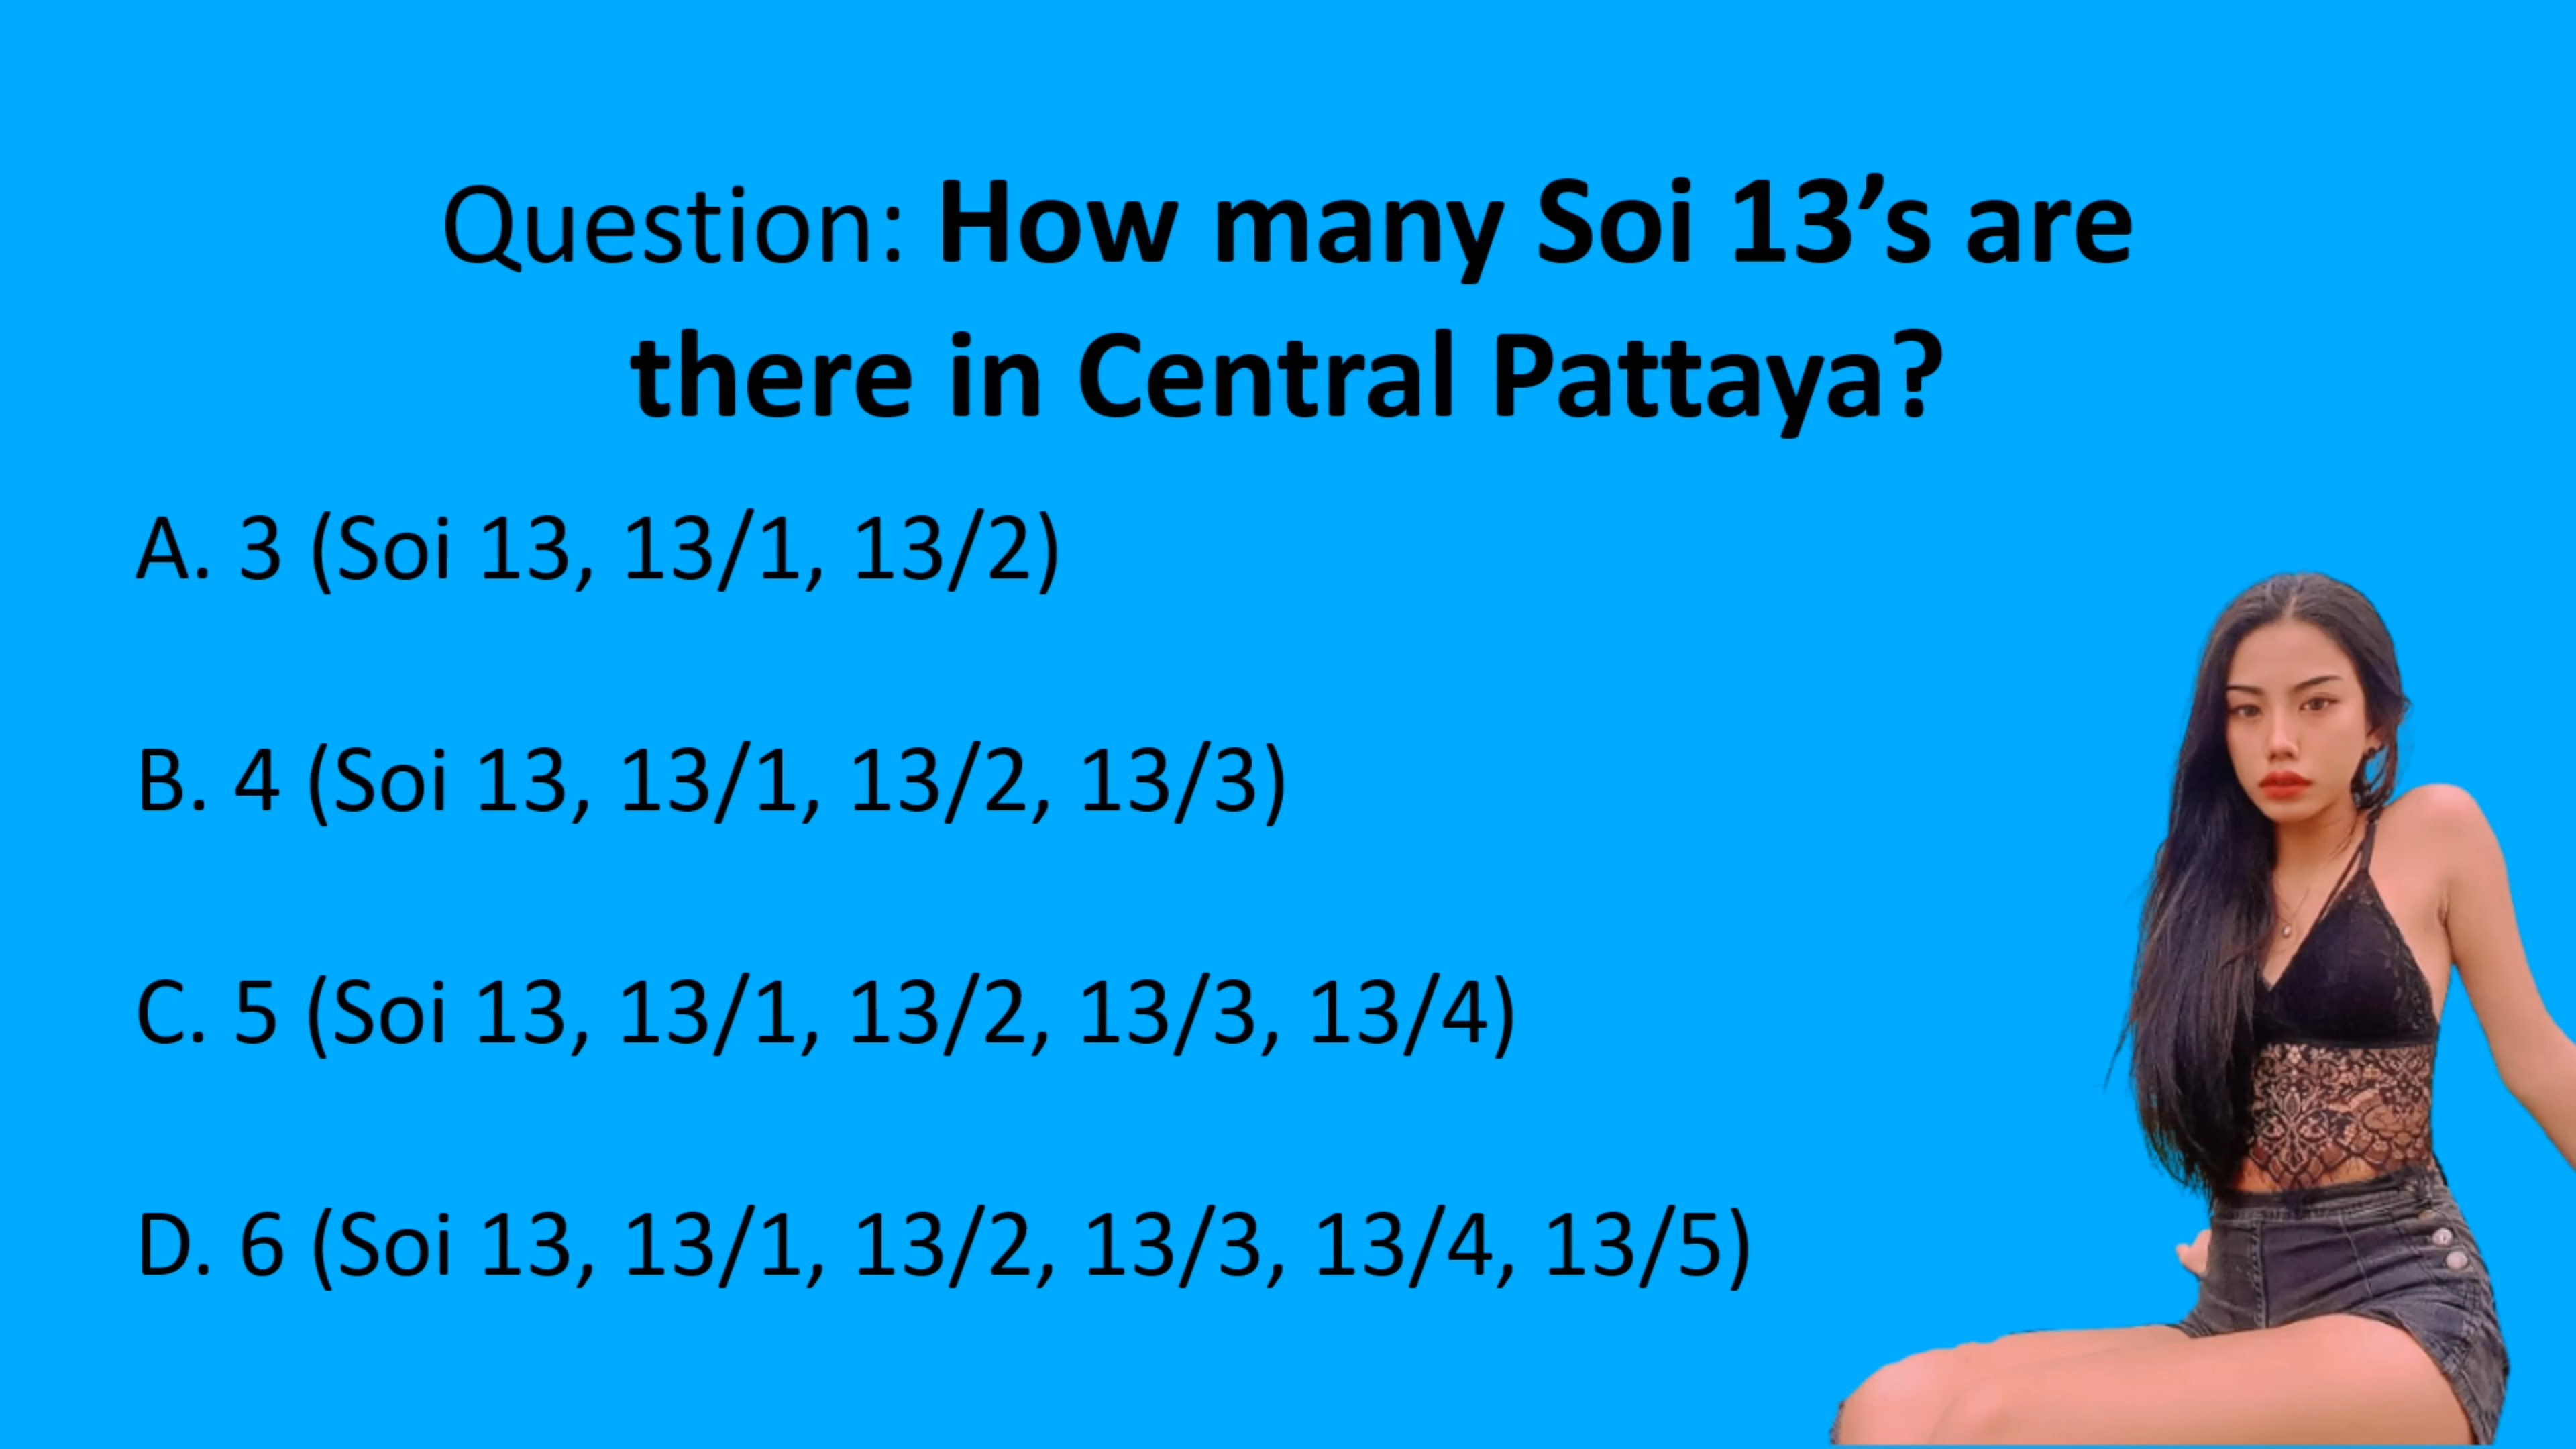 Question: How many Soi 13’s are
there in Central Pattaya?
A. 3 (Soi 13, 13/1, 13/2)
B. 4 (Soi 13, 13/1, 13/2, 13/3)
C. 5 (Soi 13, 13/1, 13/2, 13/3, 13/4)
D. 6 (Soi 13, 13/1, 13/2, 13/3, 13/4, 13/5)